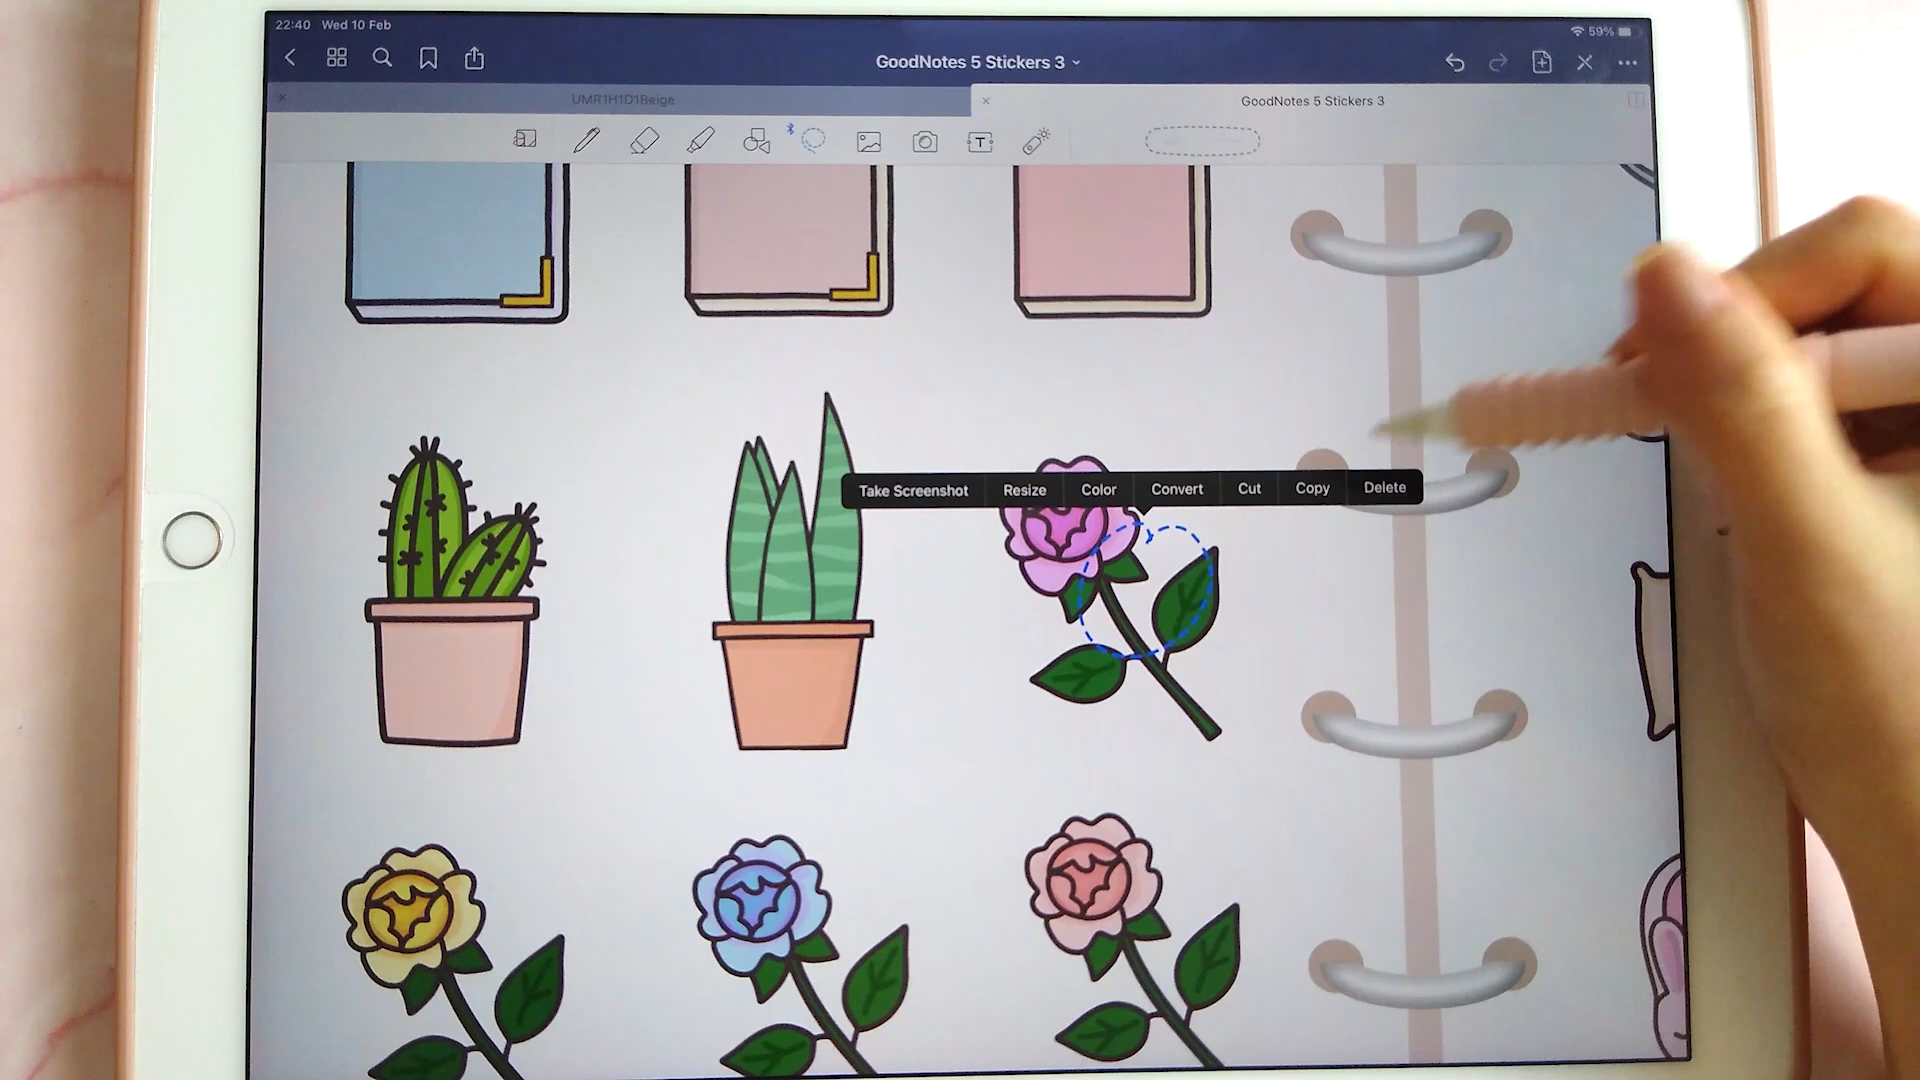 22:40 Wed 10 Feb
59%
GoodNotes 5 Stickers 3
UMR1H1D1Beige
GoodNotes 5 Stickers 3
T
Take Screenshot Resize Color Convert Cut Copy Delete